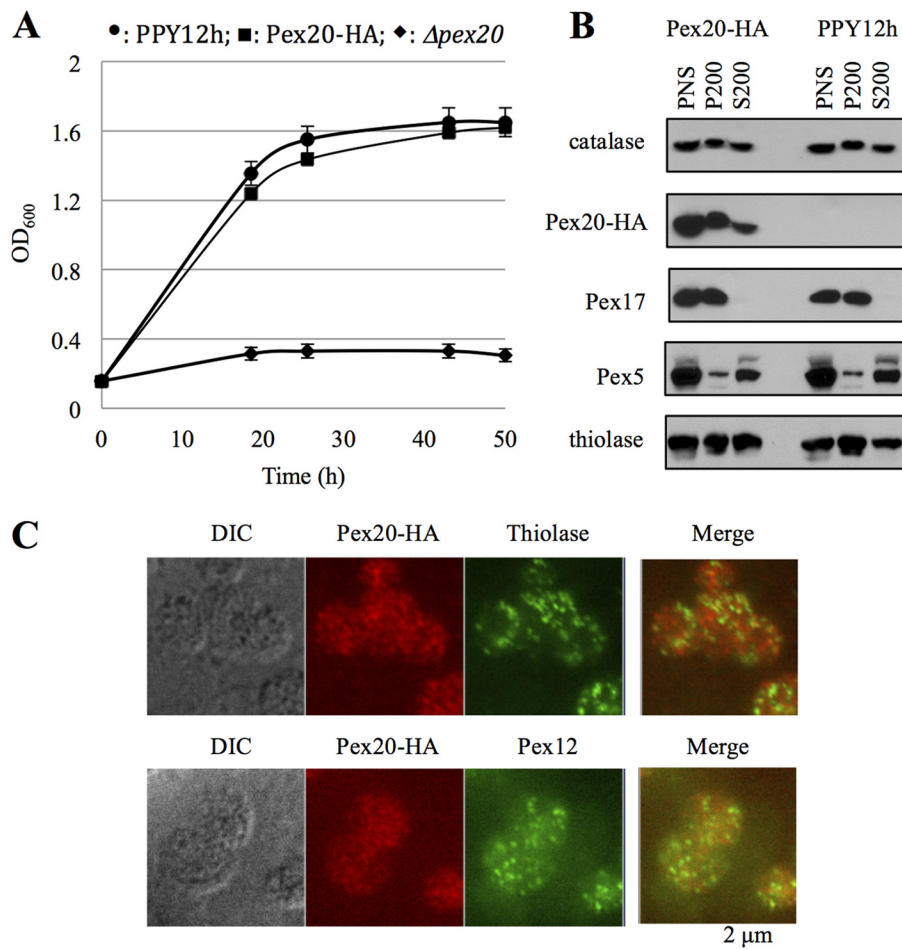 A
●: PPY12h; ■: Pex20-HA; ◆: Δpex20
2
1.6
1.2
0.8
0.4
0
OD600
0 10 20 30 40 50
Time (h)
B
Pex20-HA PPY12h
PNS P200 S200 PNS P200 S200
catalase
Pex20-HA
Pex17
Pex5
thiolase
C
DIC Pex20-HA Thiolase Merge
DIC Pex20-HA Pex12 Merge
2 μm